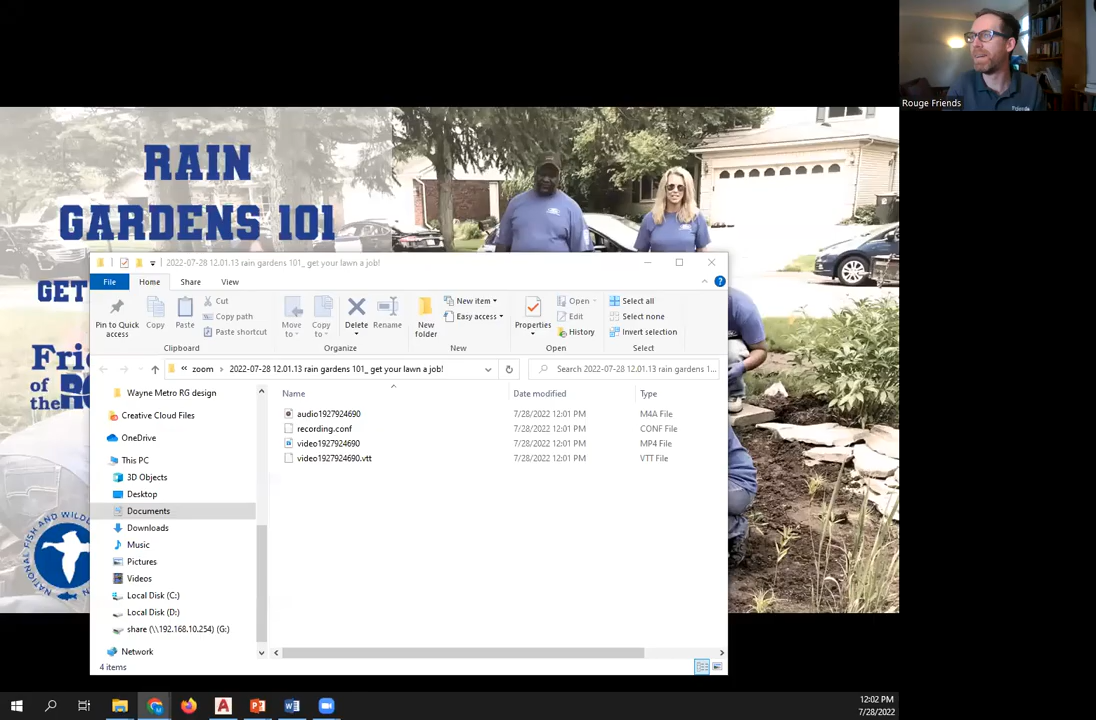 Rouge Friends
RAIN
GARDENS 101
GET
Frie
of
the
NATIONAL FISH AND WILD
2022-07-28 12.01.13 rain gardens 101_ get your lawn a job!
File Home Share View
Pin to Quick access
Copy
Paste
Cut
Copy path
Paste shortcut
Clipboard
Move to
Copy to
Delete
Rename
Organize
New folder
New item
Easy access
New
Properties
Open
Edit
History
Open
Select all
Select none
Invert selection
Select
« zoom › 2022-07-28 12.01.13 rain gardens 101_ get your lawn a job!
Search 2022-07-28 12.01.13 rain gardens 1...
Wayne Metro RG design
Creative Cloud Files
OneDrive
This PC
3D Objects
Desktop
Documents
Downloads
Music
Pictures
Videos
Local Disk (C:)
Local Disk (D:)
share (\\192.168.10.254) (G:)
Network
Name Date modified Type
audio1927924690 7/28/2022 12:01 PM M4A File
recording.conf 7/28/2022 12:01 PM CONF File
video1927924690 7/28/2022 12:01 PM MP4 File
video1927924690.vtt 7/28/2022 12:01 PM VTT File
4 items
12:02 PM
7/28/2022